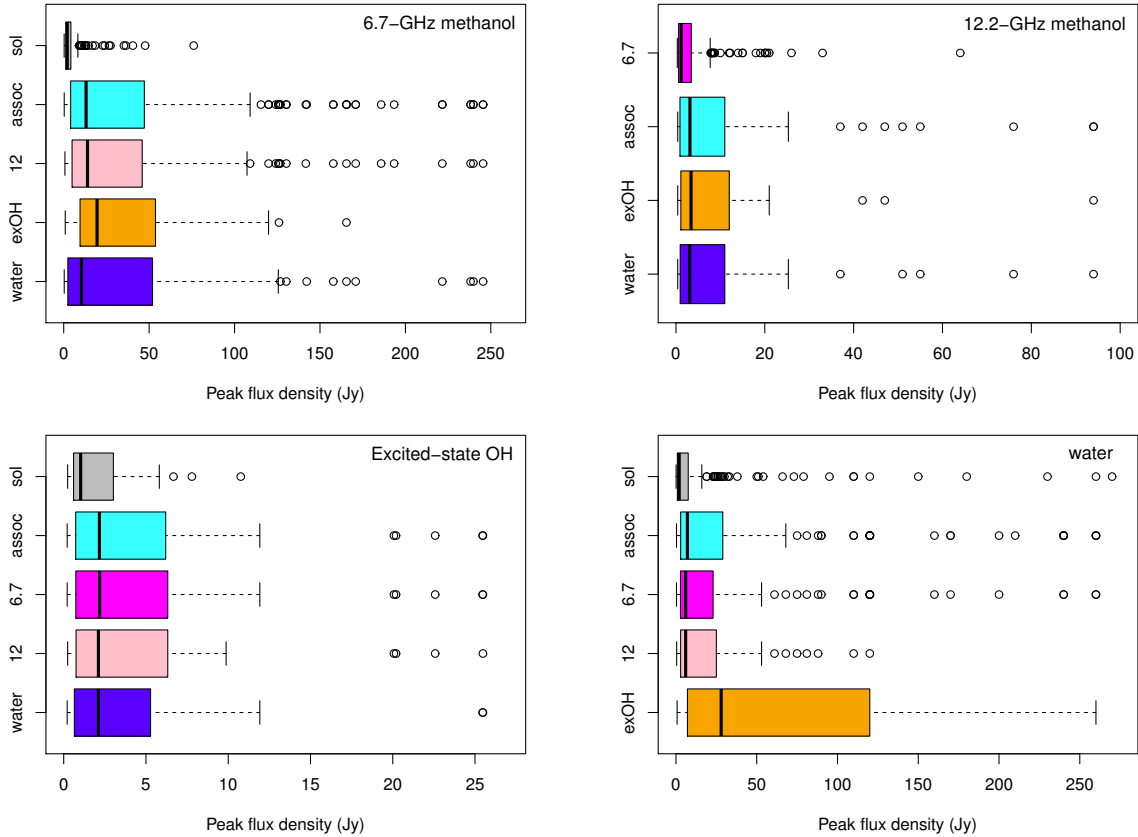 6.7−GHz methanol
sol
assoc
12
exOH
water
0 50 100 150 200 250
Peak flux density (Jy)
12.2−GHz methanol
6.7
assoc
exOH
water
0 20 40 60 80 100
Peak flux density (Jy)
Excited−state OH
sol
assoc
6.7
12
water
0 5 10 15 20 25
Peak flux density (Jy)
water
sol
assoc
6.7
12
exOH
0 50 100 150 200 250
Peak flux density (Jy)